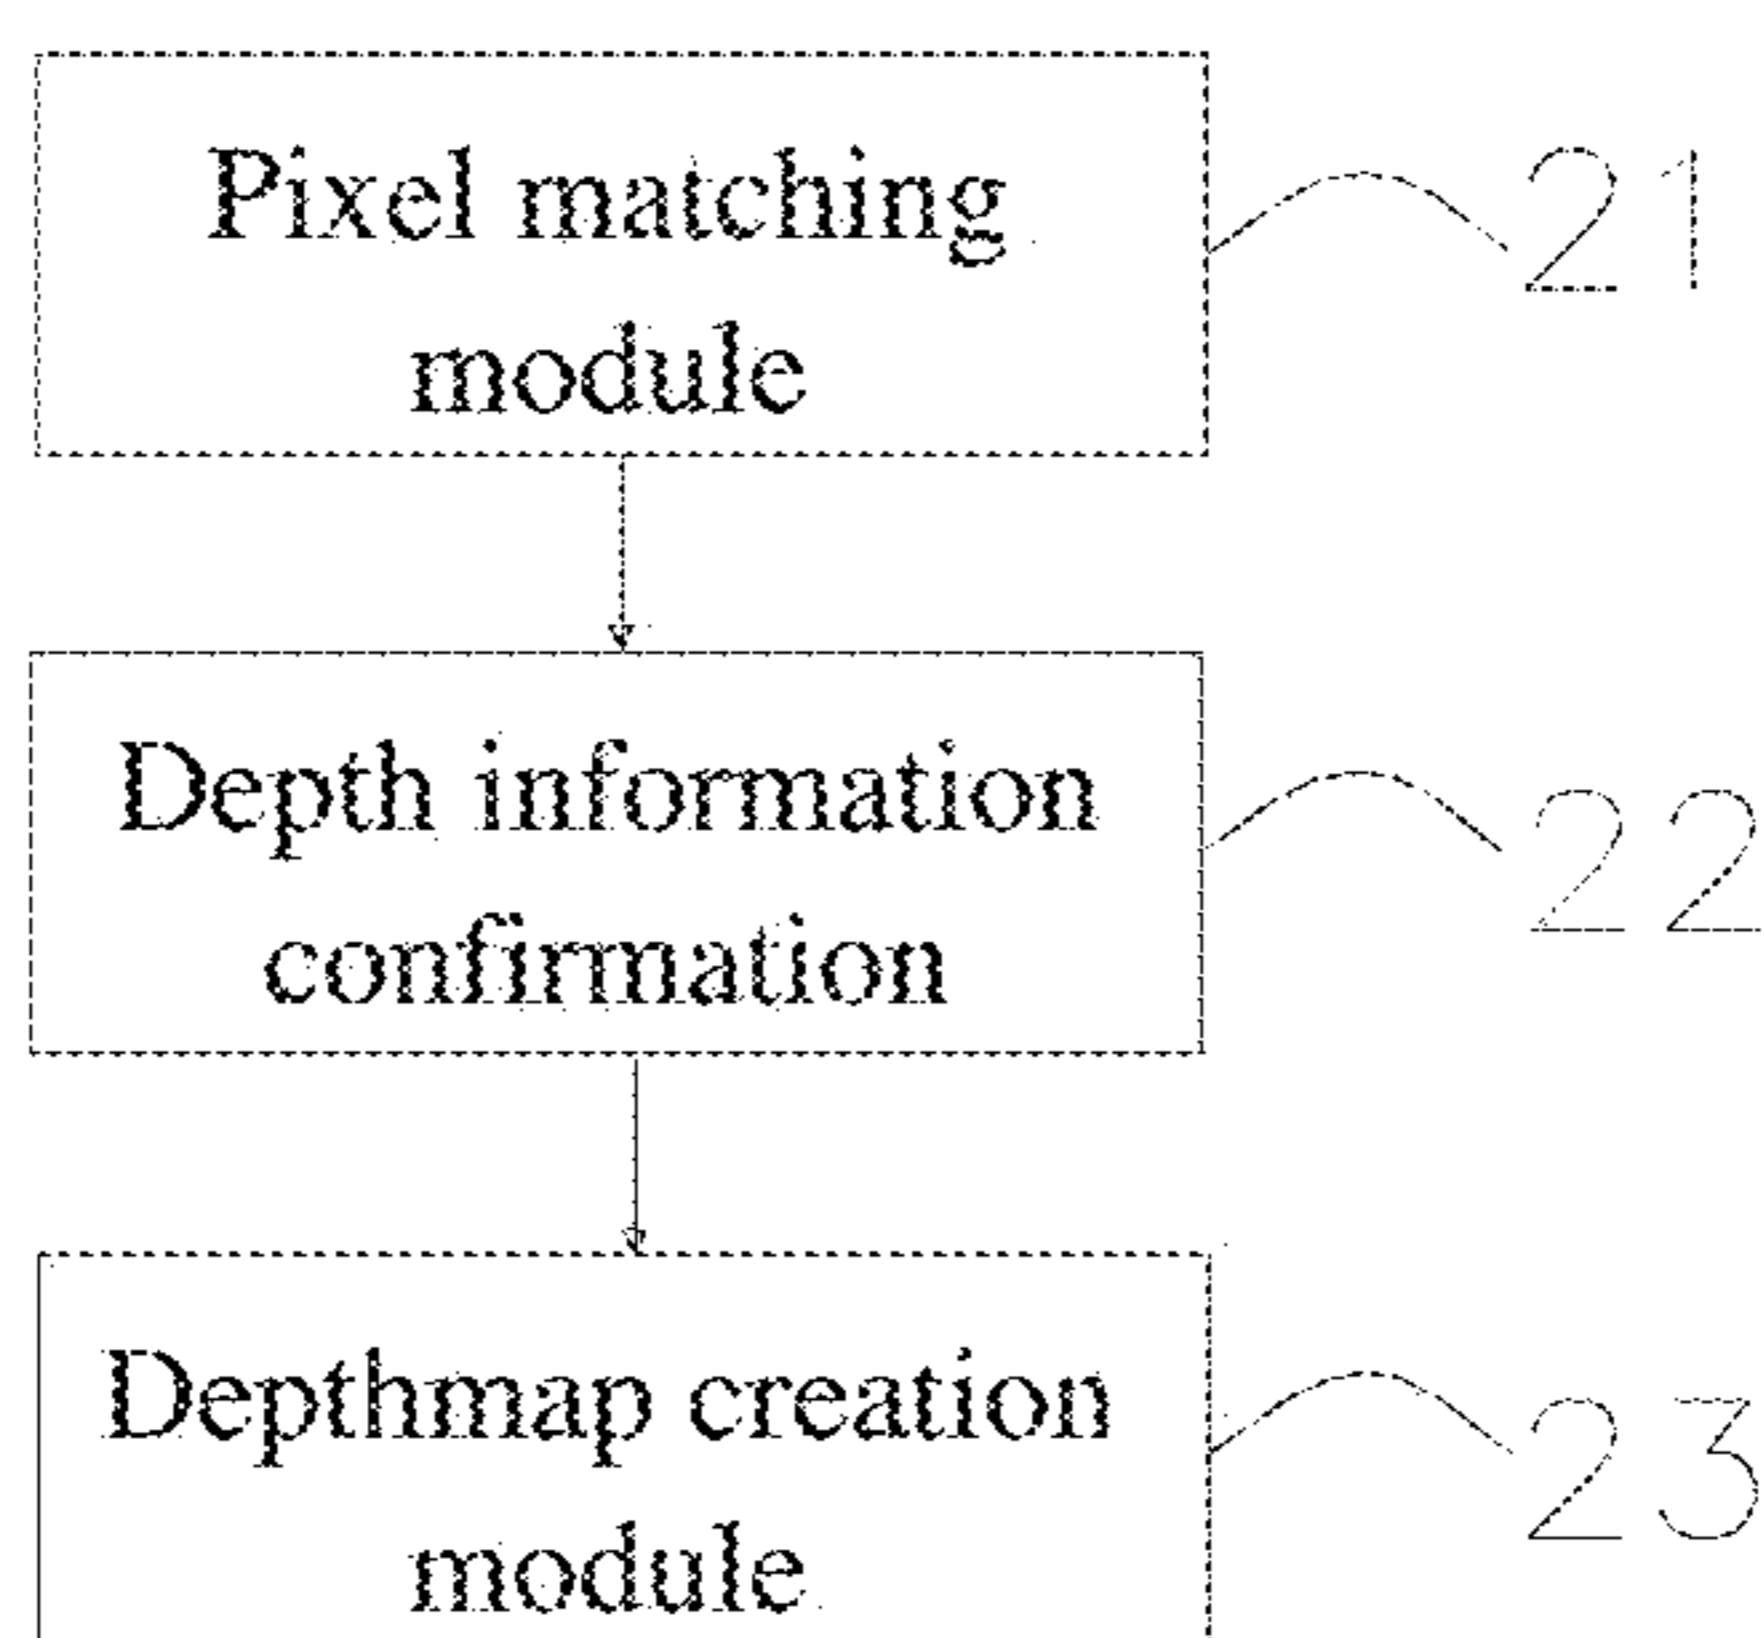 Pixel matching
module
21
Depth information
confirmation
22
Depthmap creation
module
23